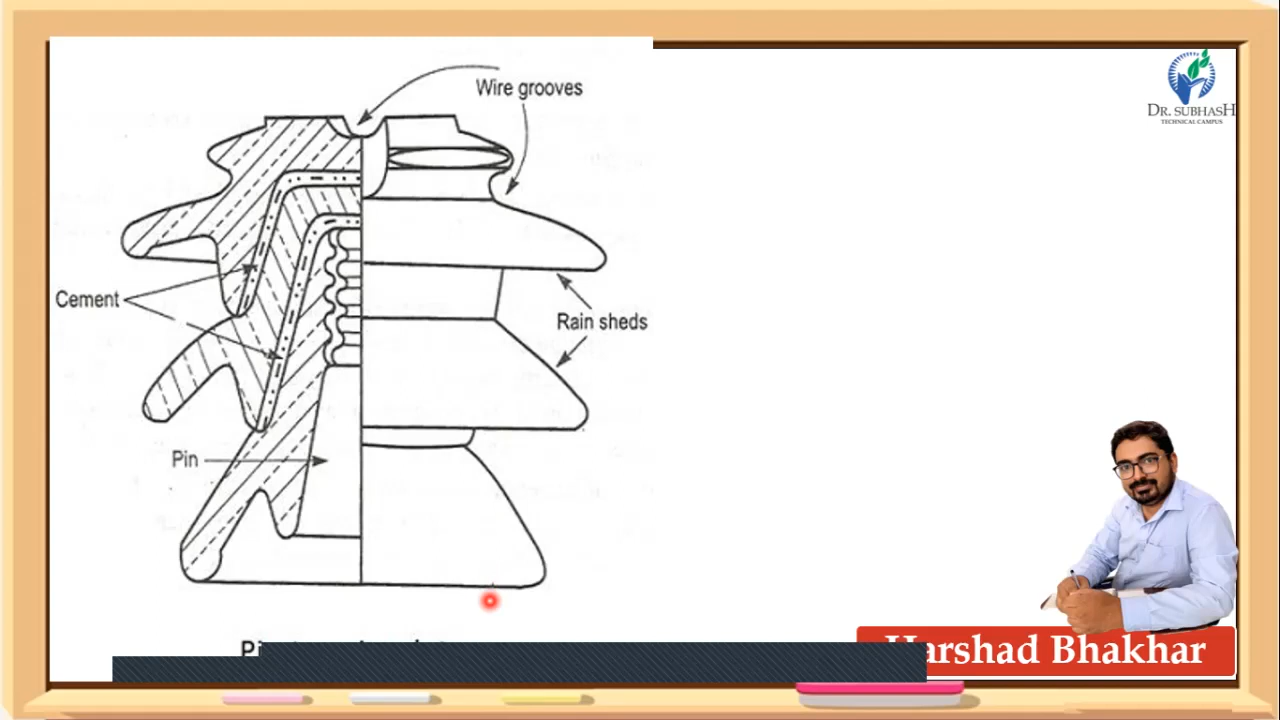 Wire grooves
Cement
Rain sheds
Pin
DR. SUBHASH
TECHNICAL CAMPUS
Harshad Bhakhar